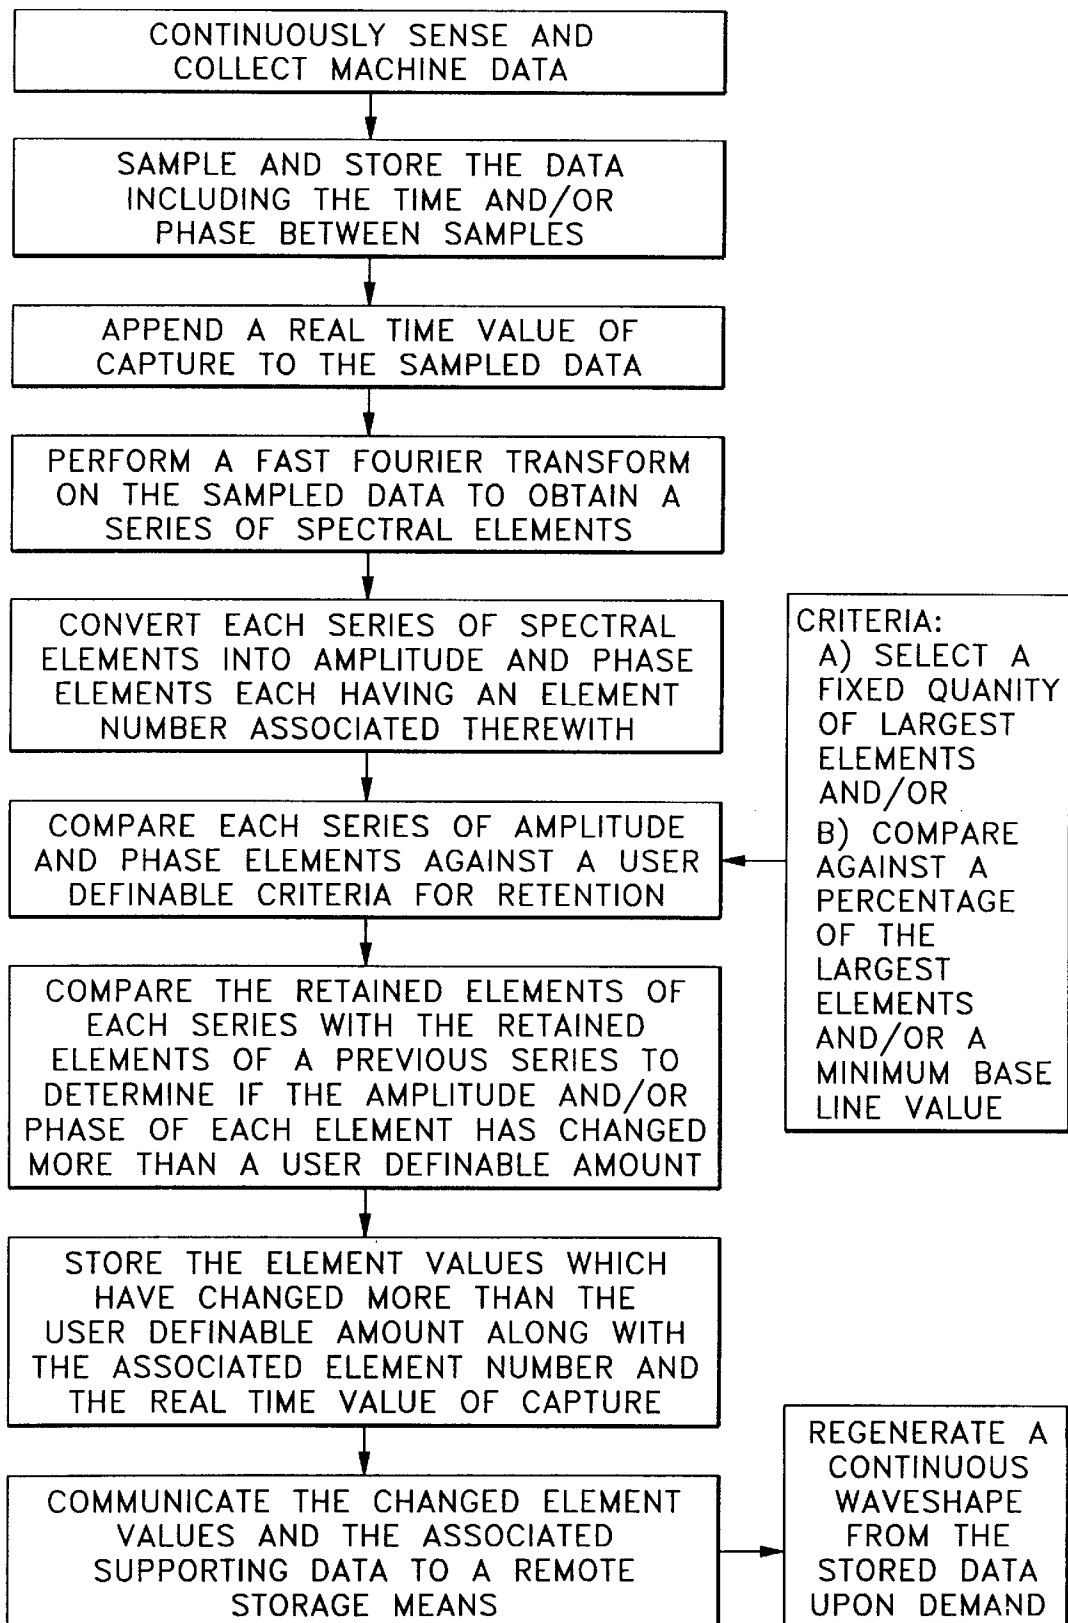 CONTINUOUSLY SENSE AND
COLLECT MACHINE DATA
SAMPLE AND STORE THE DATA
INCLUDING THE TIME AND/OR
PHASE BETWEEN SAMPLES
APPEND A REAL TIME VALUE OF
CAPTURE TO THE SAMPLED DATA
PERFORM A FAST FOURIER TRANSFORM
ON THE SAMPLED DATA TO OBTAIN A
SERIES OF SPECTRAL ELEMENTS
CONVERT EACH SERIES OF SPECTRAL
ELEMENTS INTO AMPLITUDE AND PHASE
ELEMENTS EACH HAVING AN ELEMENT
NUMBER ASSOCIATED THEREWITH
COMPARE EACH SERIES OF AMPLITUDE
AND PHASE ELEMENTS AGAINST A USER
DEFINABLE CRITERIA FOR RETENTION
CRITERIA:
A) SELECT A
FIXED QUANITY
OF LARGEST
ELEMENTS
AND/OR
B) COMPARE
AGAINST A
PERCENTAGE
OF THE
LARGEST
ELEMENTS
AND/OR A
MINIMUM BASE
LINE VALUE
COMPARE THE RETAINED ELEMENTS OF
EACH SERIES WITH THE RETAINED
ELEMENTS OF A PREVIOUS SERIES TO
DETERMINE IF THE AMPLITUDE AND/OR
PHASE OF EACH ELEMENT HAS CHANGED
MORE THAN A USER DEFINABLE AMOUNT
STORE THE ELEMENT VALUES WHICH
HAVE CHANGED MORE THAN THE
USER DEFINABLE AMOUNT ALONG WITH
THE ASSOCIATED ELEMENT NUMBER AND
THE REAL TIME VALUE OF CAPTURE
COMMUNICATE THE CHANGED ELEMENT
VALUES AND THE ASSOCIATED
SUPPORTING DATA TO A REMOTE
STORAGE MEANS
REGENERATE A
CONTINUOUS
WAVESHAPE
FROM THE
STORED DATA
UPON DEMAND